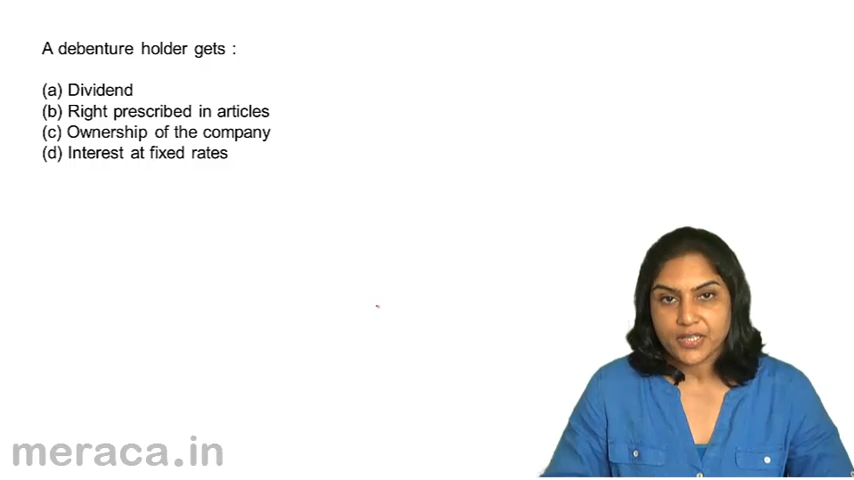 A debenture holder gets :
(a) Dividend
(b) Right prescribed in articles
(c) Ownership of the company
(d) Interest at fixed rates
meraca.in